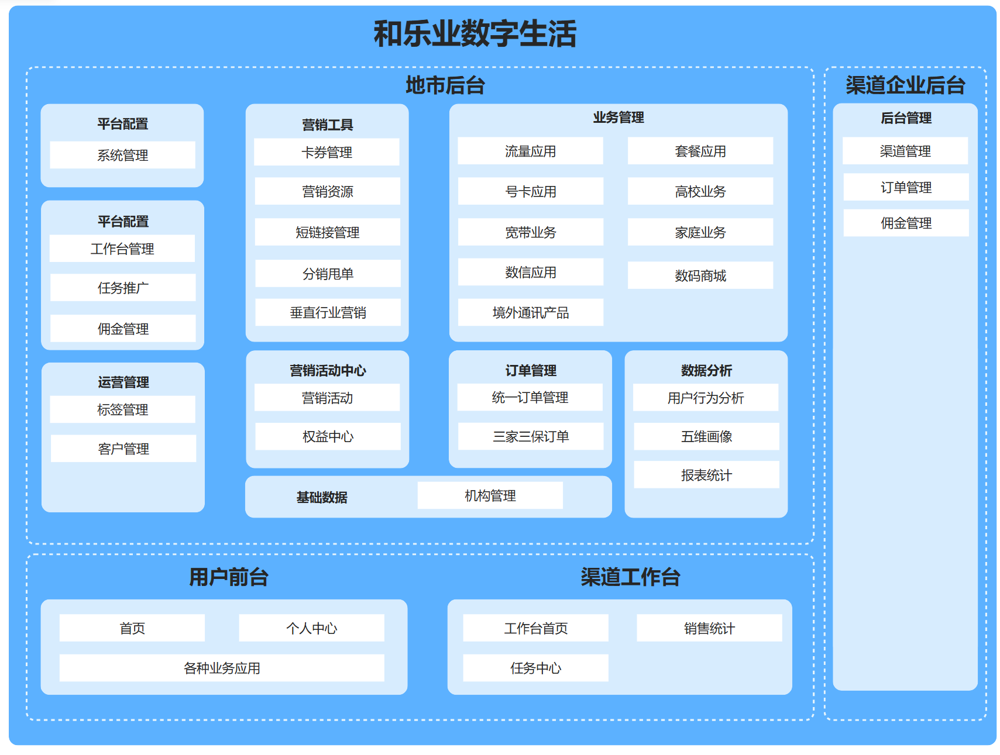 和乐业数字生活
地市后台
平台配置
系统管理
平台配置
工作台管理
任务推广
佣金管理
运营管理
标签管理
客户管理
营销工具
卡券管理
营销资源
短链接管理
分销甩单
垂直行业营销
业务管理
流量应用
套餐应用
号卡应用
高校业务
宽带业务
家庭业务
数信应用
数码商城
境外通讯产品
营销活动中心
营销活动
权益中心
订单管理
统一订单管理
三家三保订单
数据分析
用户行为分析
五维画像
报表统计
基础数据
机构管理
渠道企业后台
后台管理
渠道管理
订单管理
佣金管理
用户前台
首页
个人中心
各种业务应用
渠道工作台
工作台首页
销售统计
任务中心